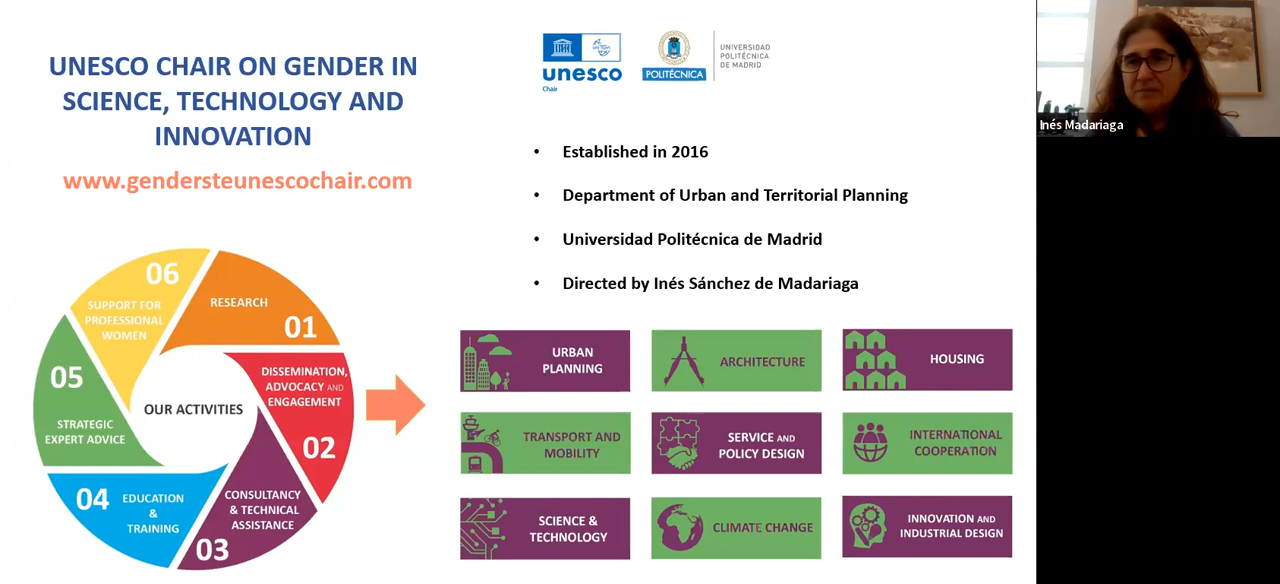 UNESCO CHAIR ON GENDER IN
SCIENCE, TECHNOLOGY AND
INNOVATION
www.gendersteunescochair.com
unesco
Chair
POLITÉCNICA
UNIVERSIDAD
POLITÉCNICA
DE MADRID
Inés Madariaga
• Established in 2016
• Department of Urban and Territorial Planning
• Universidad Politécnica de Madrid
• Directed by Inés Sánchez de Madariaga
OUR ACTIVITIES
RESEARCH
01
DISSEMINATION,
ADVOCACY AND
ENGAGEMENT
02
CONSULTANCY
& TECHNICAL
ASSISTANCE
03
04
EDUCATION
&
TRAINING
05
STRATEGIC
EXPERT ADVICE
06
SUPPORT FOR
PROFESSIONAL
WOMEN
URBAN
PLANNING
ARCHITECTURE
HOUSING
TRANSPORT AND
MOBILITY
SERVICE AND
POLICY DESIGN
INTERNATIONAL
COOPERATION
SCIENCE &
TECHNOLOGY
CLIMATE CHANGE
INNOVATION AND
INDUSTRIAL DESIGN